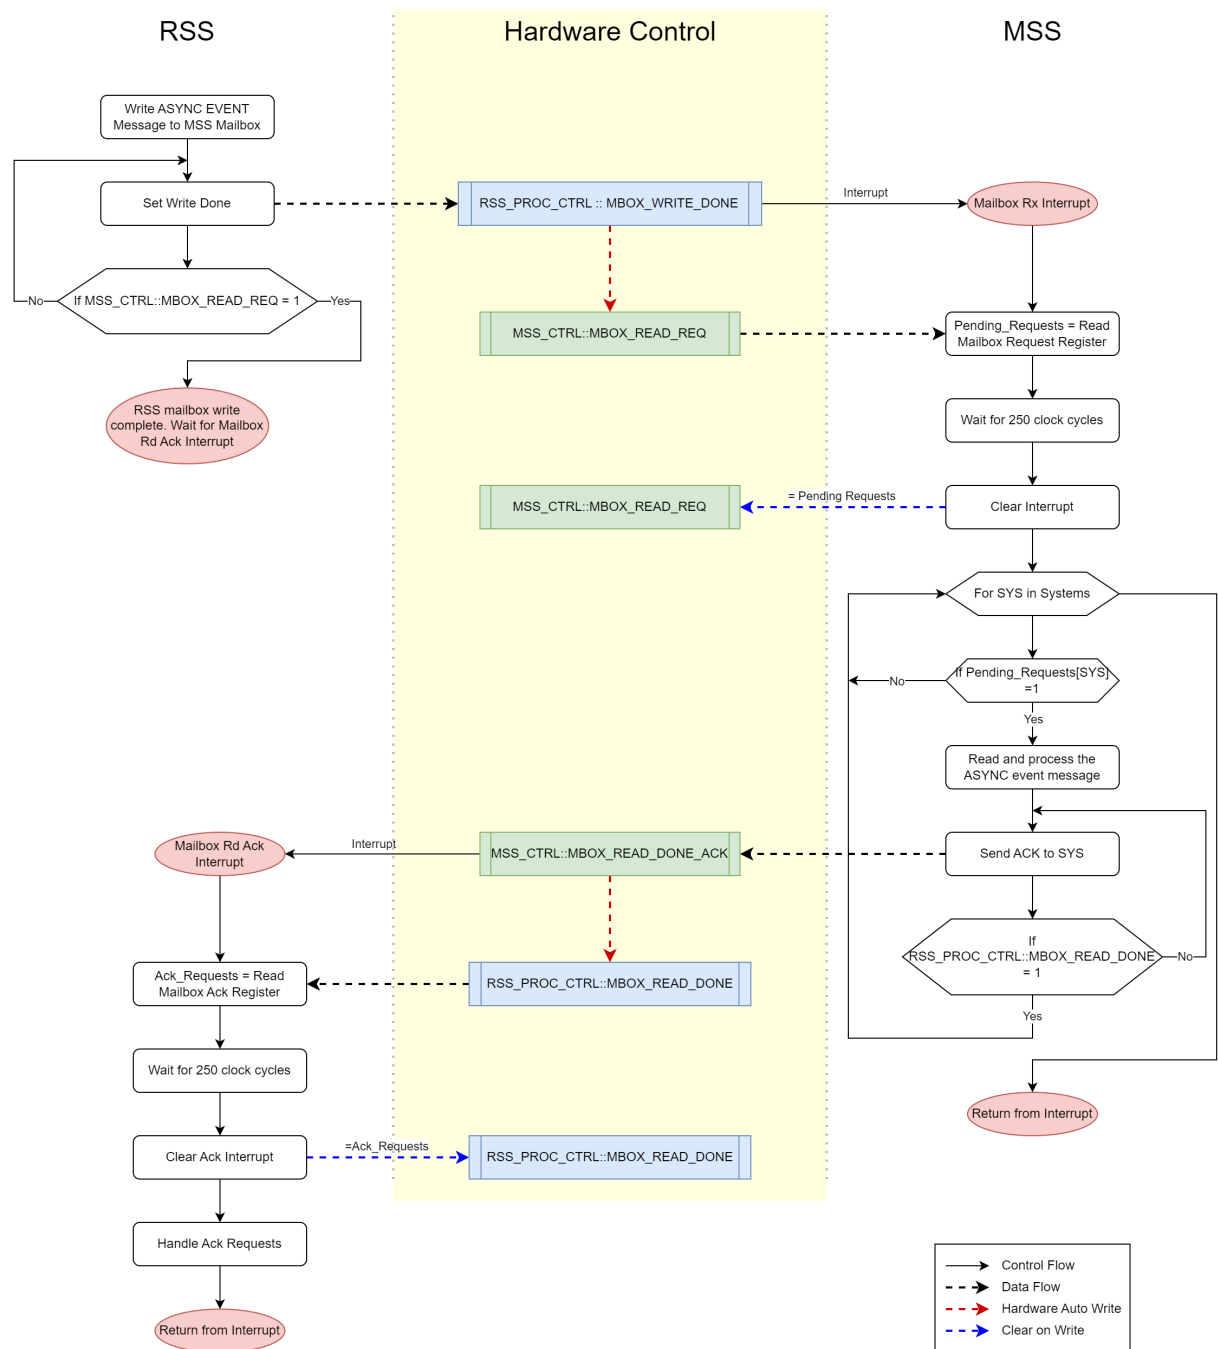 RSS
Hardware Control
MSS
Write ASYNC EVENT
Message to MSS Mailbox
Set Write Done
RSS_PROC_CTRL :: MBOX_WRITE_DONE
Interrupt
Mailbox Rx Interrupt
If MSS_CTRL::MBOX_READ_REQ = 1
No
Yes
MSS_CTRL::MBOX_READ_REQ
Pending_Requests = Read
Mailbox Request Register
RSS mailbox write
complete. Wait for Mailbox
Rd Ack Interrupt
Wait for 250 clock cycles
MSS_CTRL::MBOX_READ_REQ
= Pending Requests
Clear Interrupt
For SYS in Systems
If Pending_Requests[SYS]
=1
No
Yes
Read and process the
ASYNC event message
Mailbox Rd Ack
Interrupt
Interrupt
MSS_CTRL::MBOX_READ_DONE_ACK
Send ACK to SYS
If
RSS_PROC_CTRL::MBOX_READ_DONE
= 1
No
Yes
Ack_Requests = Read
Mailbox Ack Register
RSS_PROC_CTRL::MBOX_READ_DONE
Wait for 250 clock cycles
Return from Interrupt
Clear Ack Interrupt
=Ack_Requests
RSS_PROC_CTRL::MBOX_READ_DONE
Handle Ack Requests
Return from Interrupt
Control Flow
Data Flow
Hardware Auto Write
Clear on Write